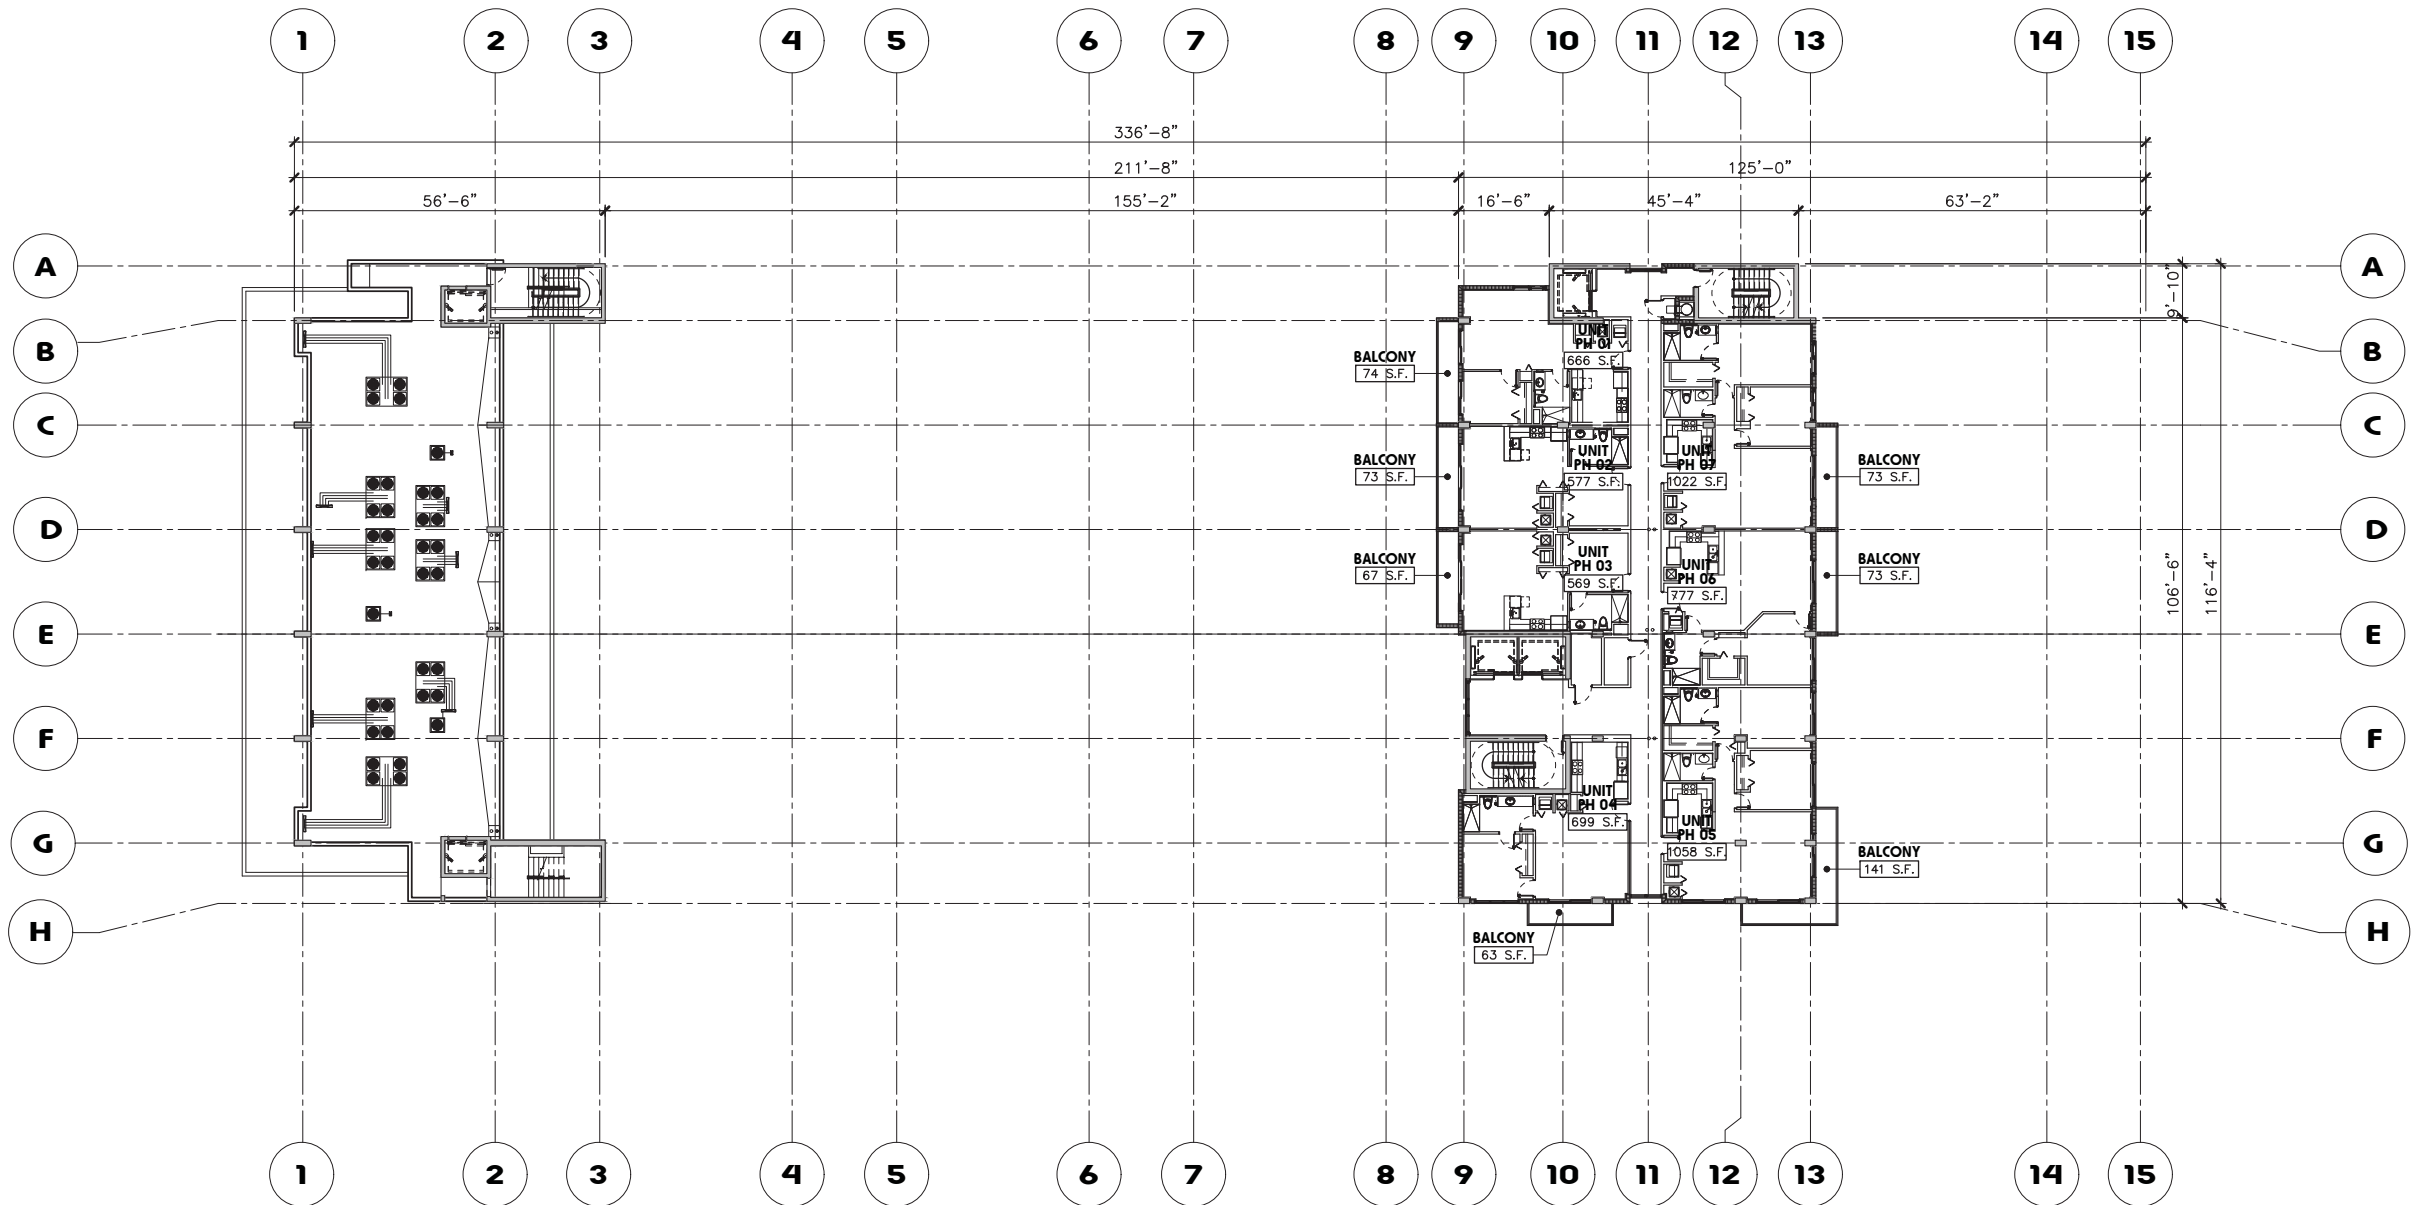 1 2 3 4 5 6 7 8 9 10 11 12 13 14 15
336'-8"
211'-8" 125'-0"
56'-6" 155'-2" 16'-6" 45'-4" 63'-2"
A A
9'-10"
B B
UNIT
PH 01
666 S.F.
BALCONY
74 S.F.
C C
UNIT
PH 02
577 S.F.
UNIT
PH 07
1022 S.F.
BALCONY
73 S.F.
BALCONY
73 S.F.
D D
UNIT
PH 03
569 S.F.
UNIT
PH 06
777 S.F.
BALCONY
67 S.F.
BALCONY
73 S.F.
106'-6"
116'-4"
E E
F F
UNIT
PH 04
699 S.F.
UNIT
PH 05
1058 S.F.
G G
BALCONY
141 S.F.
H H
BALCONY
63 S.F.
1 2 3 4 5 6 7 8 9 10 11 12 13 14 15